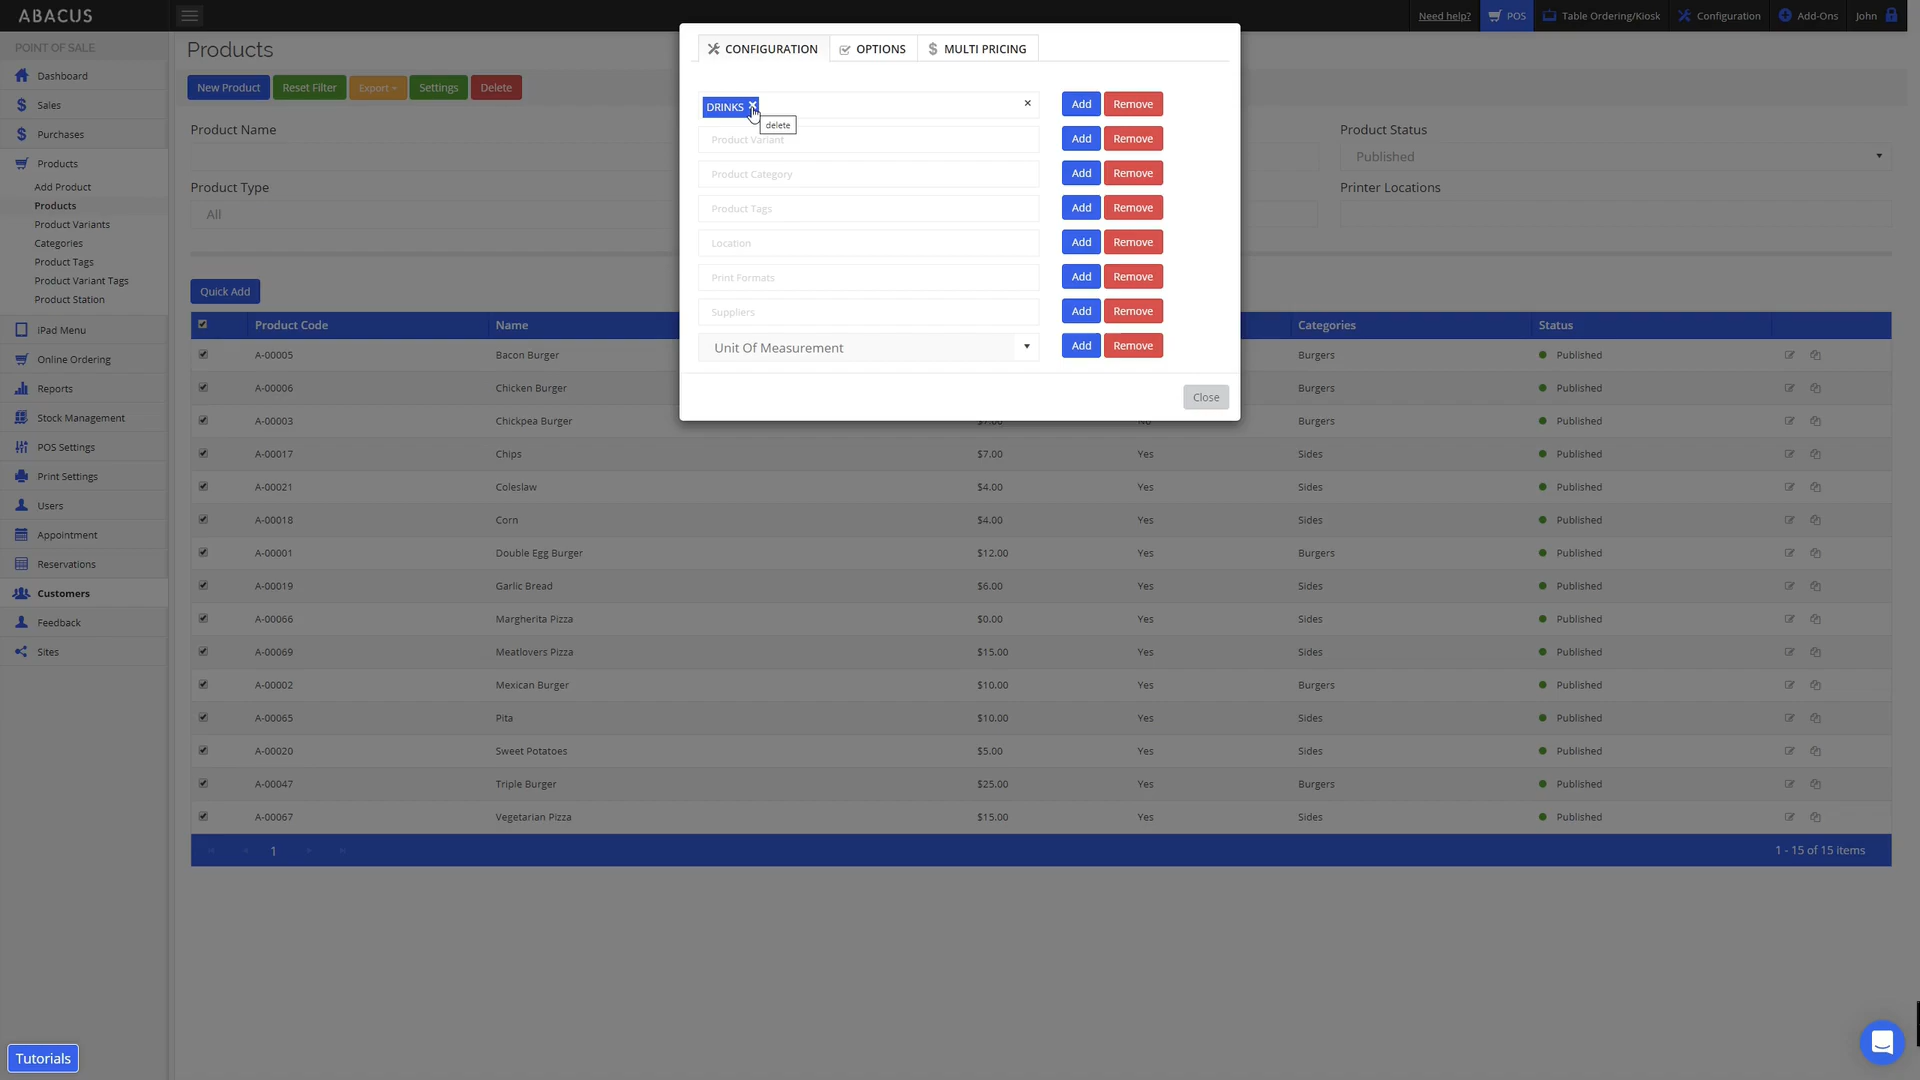 ABACUS
Need help?
POS
Table Ordering/Kiosk
Configuration
Add-Ons
John
POINT OF SALE
Dashboard
Sales
Purchases
Products
Add Product
Products
Product Variants
Categories
Product Tags
Product Variant Tags
Product Station
iPad Menu
Online Ordering
Reports
Stock Management
POS Settings
Print Settings
Users
Appointment
Reservations
Customers
Feedback
Sites
Tutorials
Products
New Product Reset Filter Export Settings Delete
Product Name
Product Status
Published
Product Type
All
Printer Locations
Quick Add
CONFIGURATION OPTIONS MULTI PRICING
DRINKS Add Remove
delete
Product Variant Add Remove
Product Category Add Remove
Product Tags Add Remove
Location Add Remove
Print Formats Add Remove
Suppliers Add Remove
Unit Of Measurement Add Remove
Close
Product Code Name Categories Status
A-00005 Bacon Burger Burgers Published
A-00006 Chicken Burger Burgers Published
A-00003 Chickpea Burger $7.00 No Burgers Published
A-00017 Chips $7.00 Yes Sides Published
A-00021 Coleslaw $4.00 Yes Sides Published
A-00018 Corn $4.00 Yes Sides Published
A-00001 Double Egg Burger $12.00 Yes Burgers Published
A-00019 Garlic Bread $6.00 Yes Sides Published
A-00066 Margherita Pizza $0.00 Yes Sides Published
A-00069 Meatlovers Pizza $15.00 Yes Sides Published
A-00002 Mexican Burger $10.00 Yes Burgers Published
A-00065 Pita $10.00 Yes Sides Published
A-00020 Sweet Potatoes $5.00 Yes Sides Published
A-00047 Triple Burger $25.00 Yes Burgers Published
A-00067 Vegetarian Pizza $15.00 Yes Sides Published
1 1 - 15 of 15 items